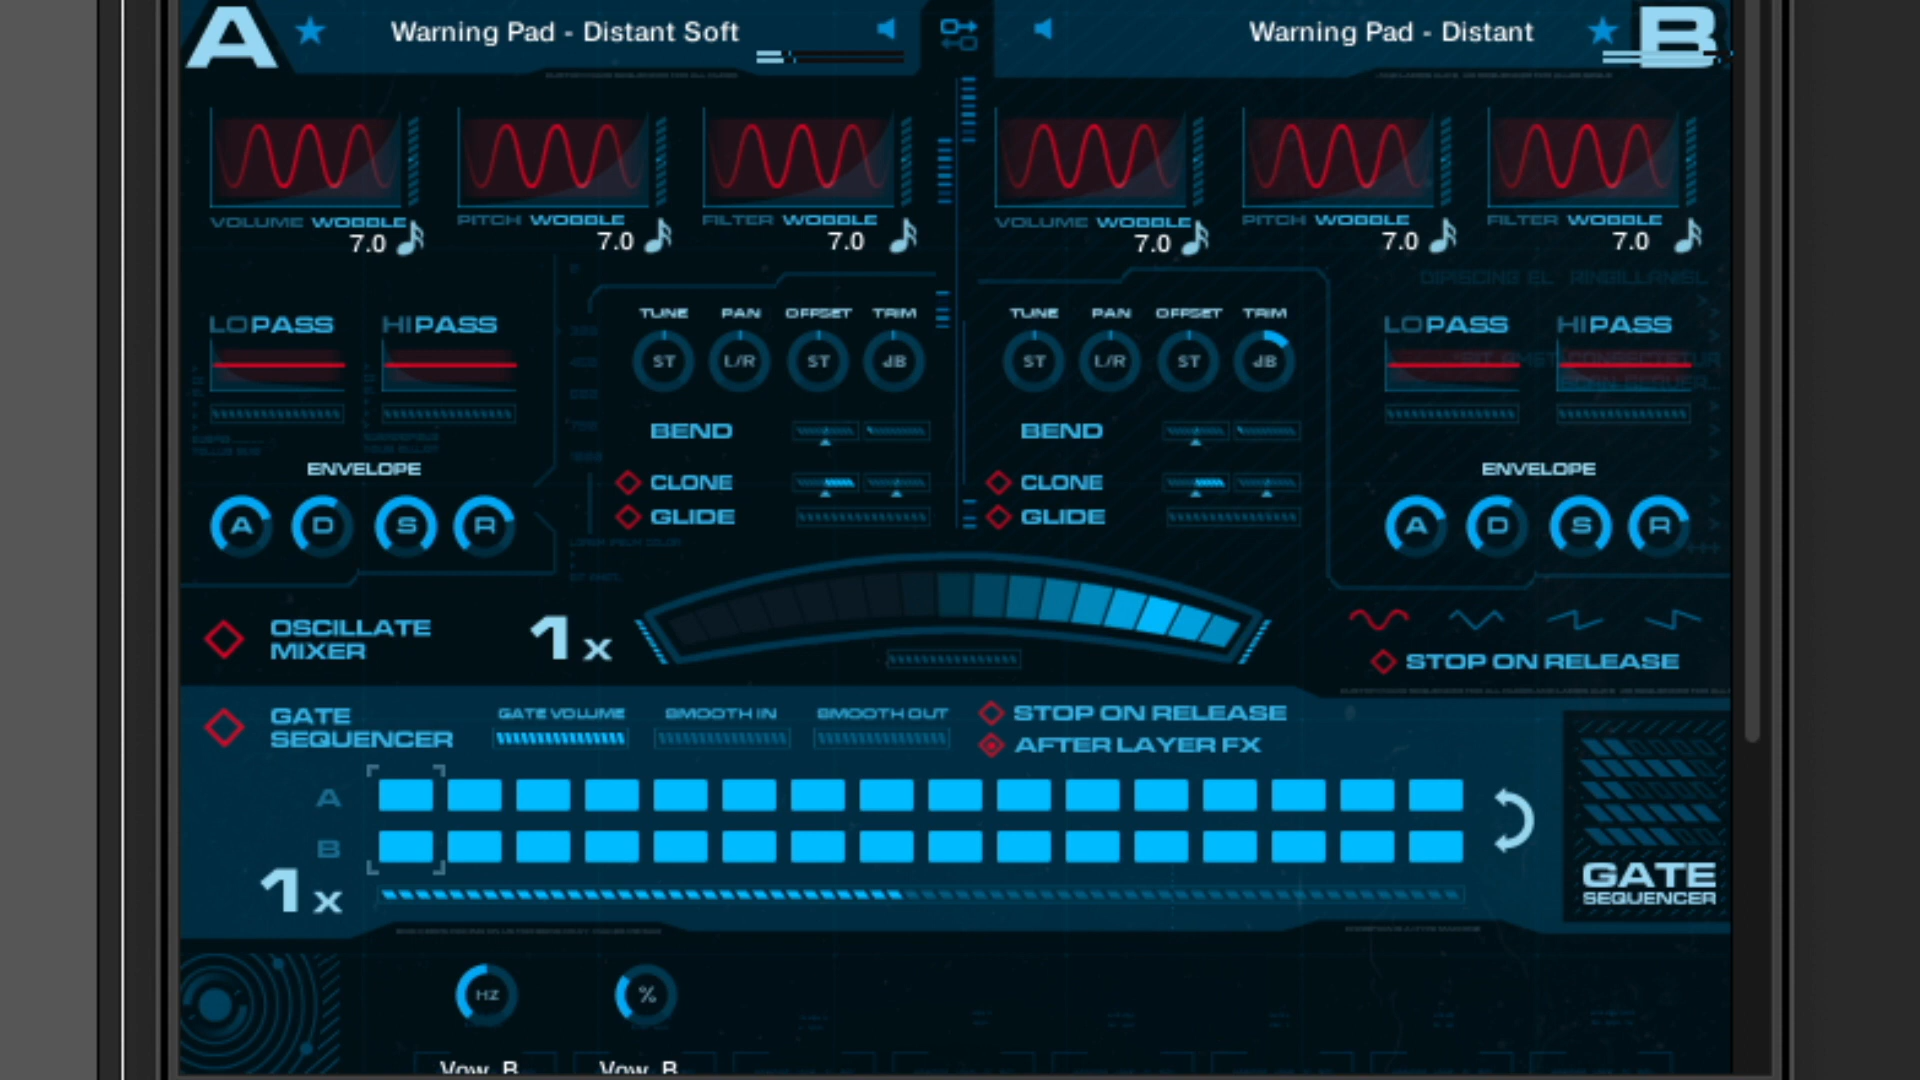 A
Warning Pad - Distant Soft
Warning Pad - Distant
B
VOLUME WOBBLE
PITCH WOBBLE
FILTER WOBBLE
VOLUME WOBBLE
PITCH WOBBLE
FILTER WOBBLE
7.0
7.0
7.0
7.0
7.0
7.0
LOPASS
HIPASS
TUNE PAN OFFSET TRIM
ST L/R ST dB
TUNE PAN OFFSET TRIM
ST L/R ST dB
LOPASS
HIPASS
BEND
CLONE
GLIDE
BEND
CLONE
GLIDE
ENVELOPE
A D S R
ENVELOPE
A D S R
OSCILLATE
MIXER
1 x
STOP ON RELEASE
GATE
SEQUENCER
GATE VOLUME
SMOOTH IN
SMOOTH OUT
STOP ON RELEASE
AFTER LAYER FX
A
B
1 x
GATE
SEQUENCER
HZ
%
Vow. B
Vow. B